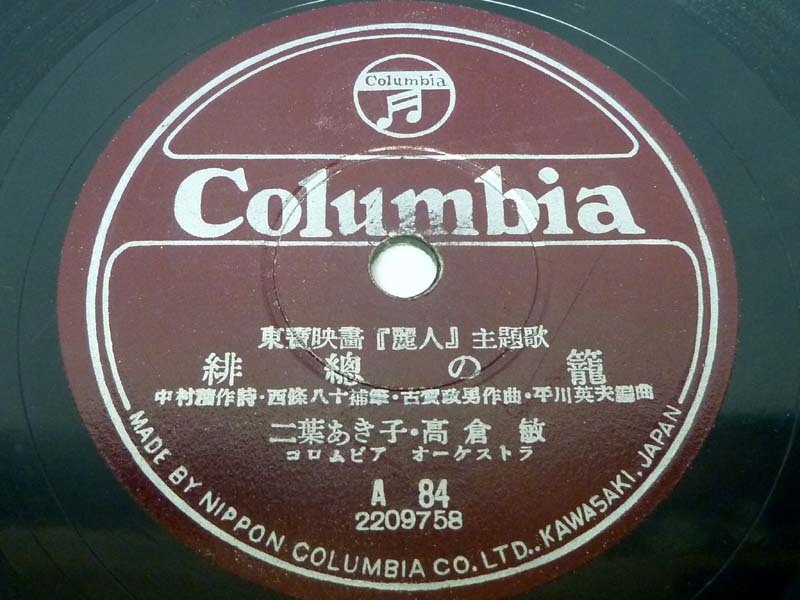 Columbia
Columbia
東寶映畫『麗人』主題歌
緋總の籠
中村 作詩・西條八十補筆・古賀政男作曲・平川英夫編曲
二葉あき子・高倉敏
コロムビア オーケストラ
A 84
2209758
MADE BY NIPPON COLUMBIA CO. LTD., KAWASAKI, JAPAN